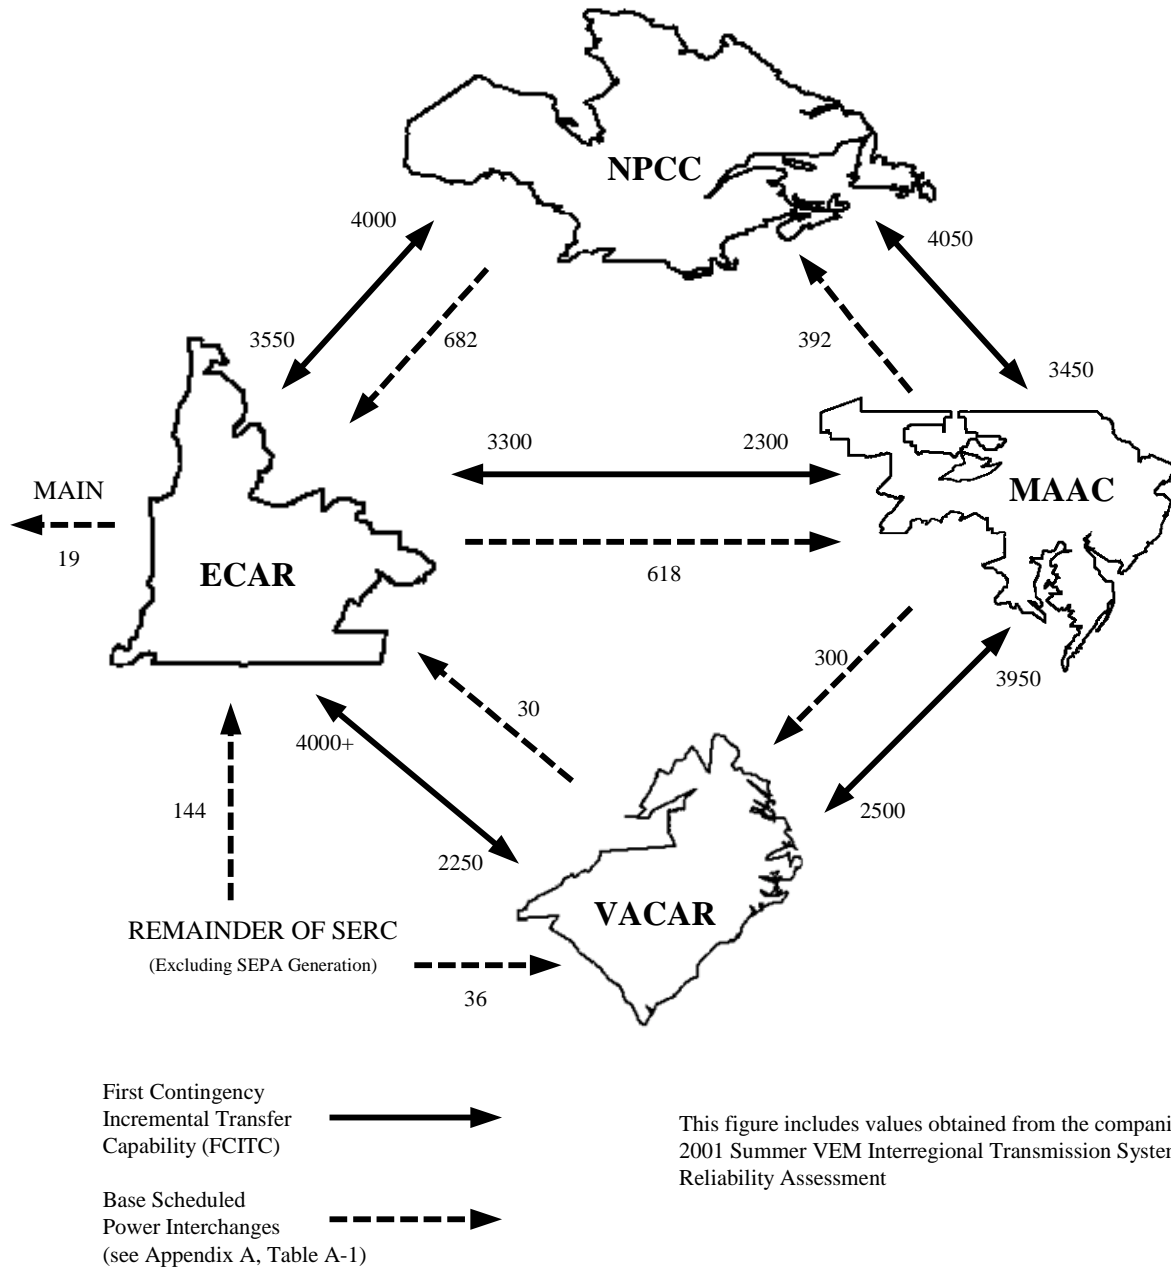 NPCC
4000
4050
3550
682
392
3450
3300
2300
MAIN
MAAC
19
ECAR
618
300
3950
30
4000+
144
2500
2250
VACAR
REMAINDER OF SERC
(Excluding SEPA Generation)
36
First Contingency
Incremental Transfer
Capability (FCITC)
This figure includes values obtained from the compani
2001 Summer VEM Interregional Transmission System
Reliability Assessment
Base Scheduled
Power Interchanges
(see Appendix A, Table A-1)